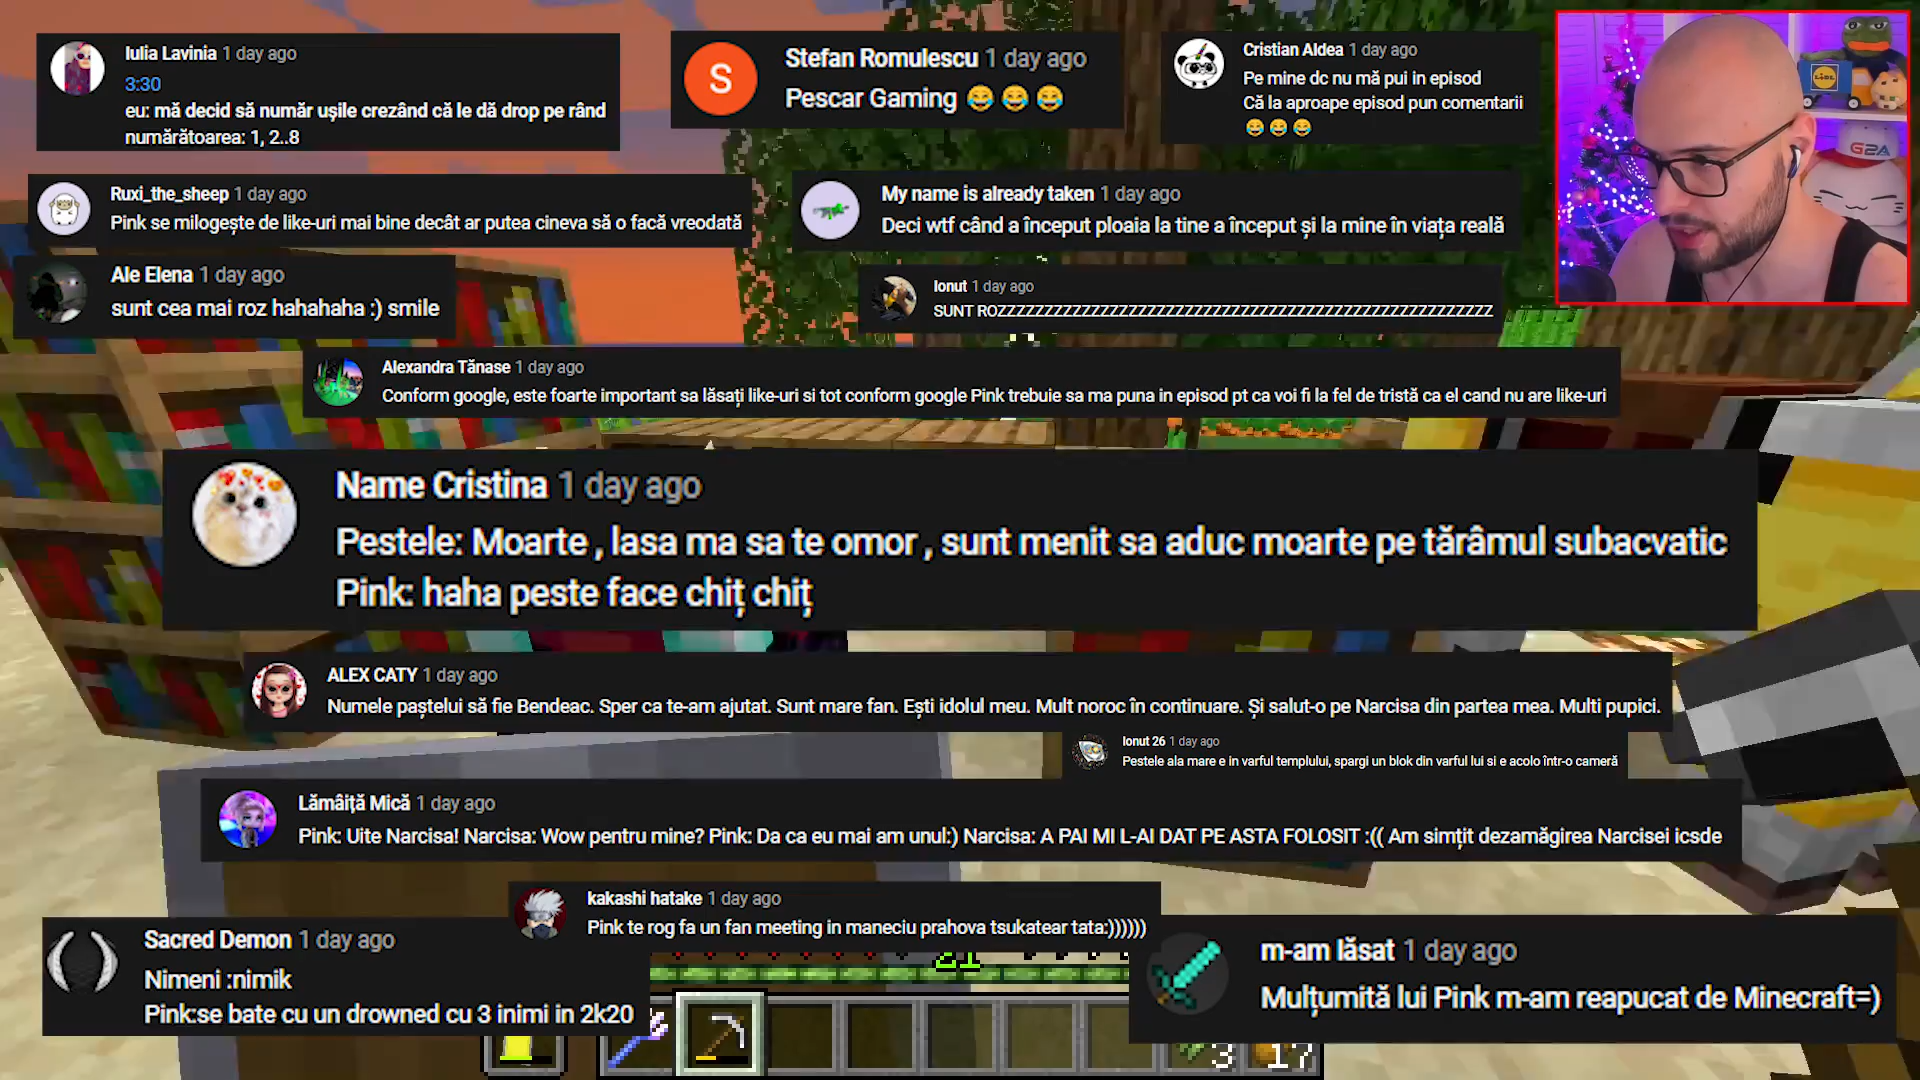 Iulia Lavinia 1 day ago
3:30
eu: mă decid să număr ușile crezând că le dă drop pe rând
numărătoarea: 1, 2..8
S
Stefan Romulescu 1 day ago
Pescar Gaming 😂 😂 😂
Cristian Aldea 1 day ago
Pe mine dc nu mă pui in episod
Că la aproape episod pun comentarii
😂 😂 😂
LIDL
G2A
Ruxi_the_sheep 1 day ago
Pink se milogește de like-uri mai bine decât ar putea cineva să o facă vreodată
My name is already taken 1 day ago
Deci wtf când a început ploaia la tine a început și la mine în viața reală
Ale Elena 1 day ago
sunt cea mai roz hahahaha :) smile
Ionut 1 day ago
SUNT ROZZZZZZZZZZZZZZZZZZZZZZZZZZZZZZZZZZZZZZZZZZZZZZZZZZZZZ
Alexandra Tănase 1 day ago
Conform google, este foarte important sa lăsați like-uri si tot conform google Pink trebuie sa ma puna in episod pt ca voi fi la fel de tristă ca el cand nu are like-uri
Name Cristina 1 day ago
Pestele: Moarte , lasa ma sa te omor , sunt menit sa aduc moarte pe tărâmul subacvatic
Pink: haha peste face chiț chiț
ALEX CATY 1 day ago
Numele paștelui să fie Bendeac. Sper ca te-am ajutat. Sunt mare fan. Ești idolul meu. Mult noroc în continuare. Și salut-o pe Narcisa din partea mea. Multi pupici.
Ionut 26 1 day ago
Pestele ala mare e in varful templului, spargi un blok din varful lui si e acolo într-o cameră
Lămâiță Mică 1 day ago
Pink: Uite Narcisa! Narcisa: Wow pentru mine? Pink: Da ca eu mai am unul:) Narcisa: A PAI MI L-AI DAT PE ASTA FOLOSIT :(( Am simțit dezamăgirea Narcisei icsde
kakashi hatake 1 day ago
Pink te rog fa un fan meeting in maneciu prahova tsukatear tata:))))))
Sacred Demon 1 day ago
Nimeni :nimik
Pink:se bate cu un drowned cu 3 inimi in 2k20
m-am lăsat 1 day ago
Mulțumită lui Pink m-am reapucat de Minecraft=)
21
3
17